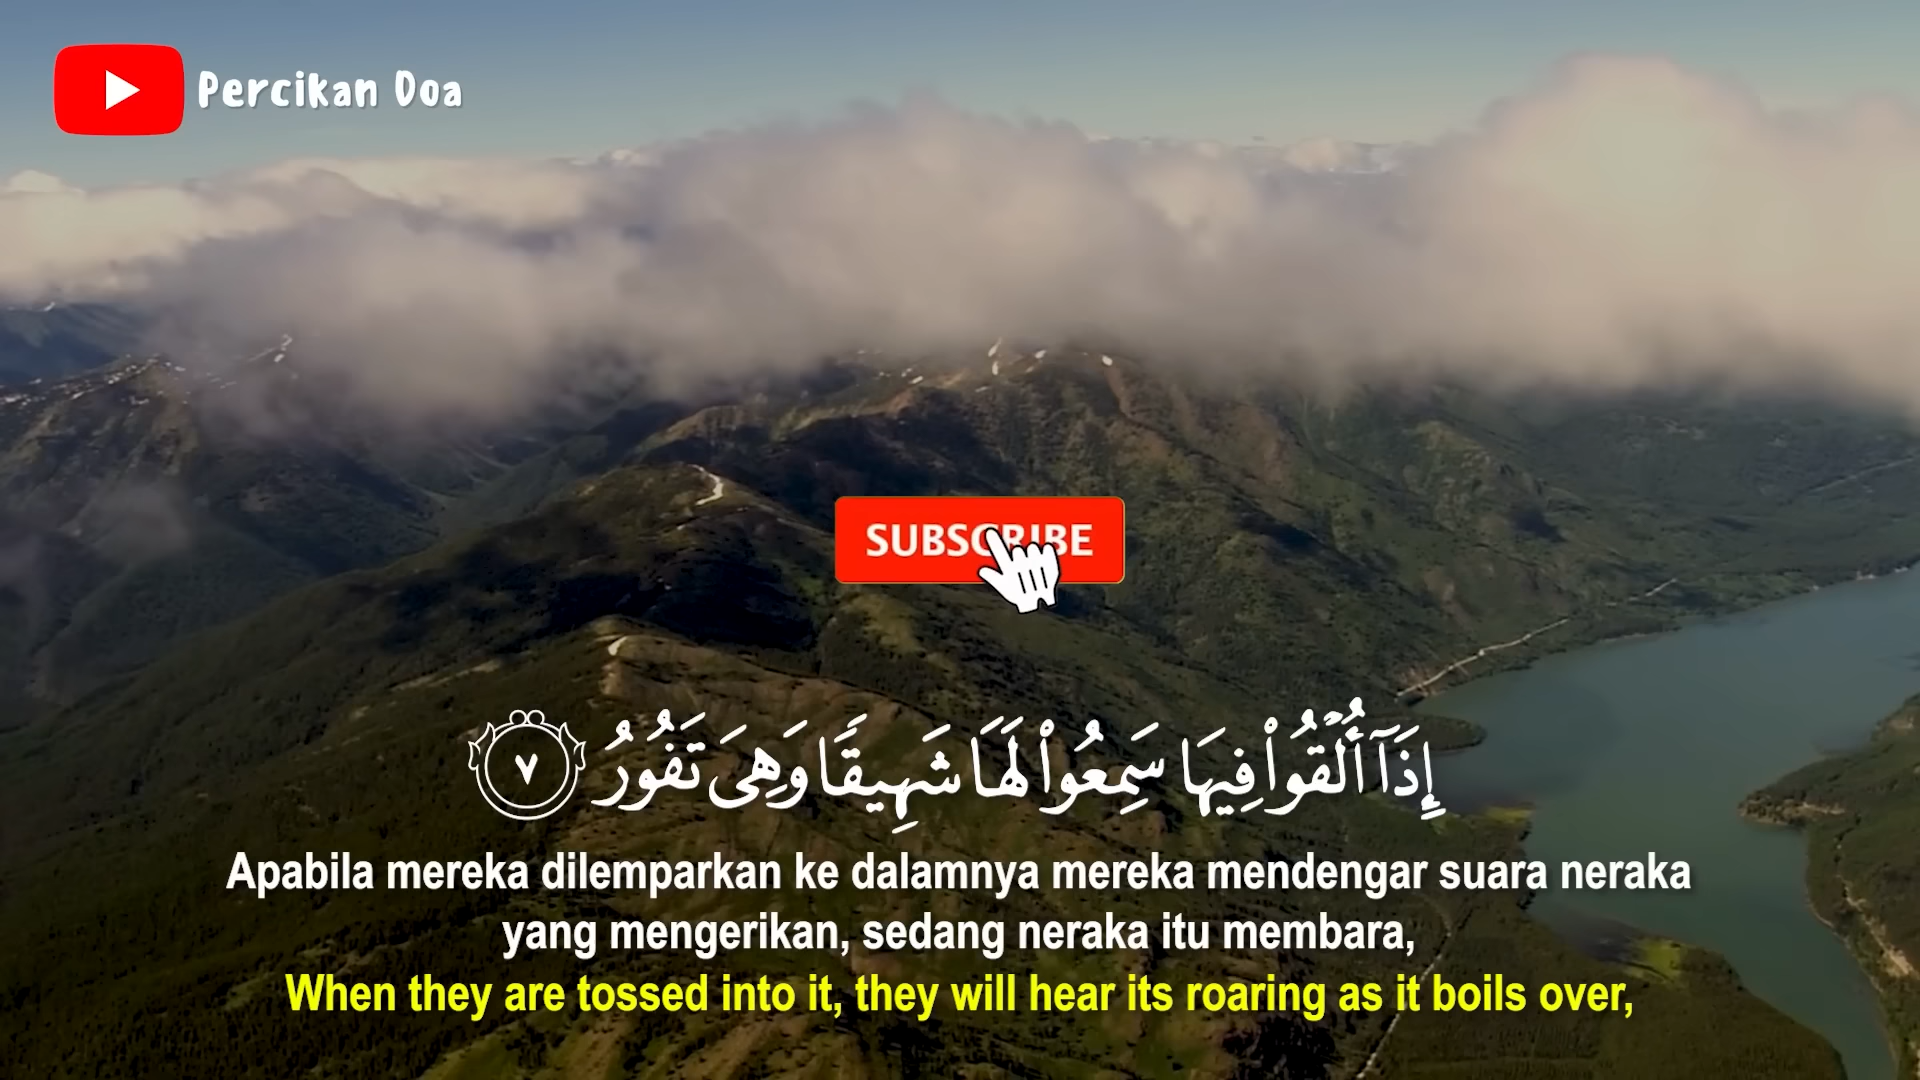 Percikan Doa
SUBSCRIBE
إِذَآ أُلْقُوا۟ فِيهَا سَمِعُوا۟ لَهَا شَهِيقًا وَهِىَ تَفُورُ ٧
Apabila mereka dilemparkan ke dalamnya mereka mendengar suara neraka
yang mengerikan, sedang neraka itu membara,
When they are tossed into it, they will hear its roaring as it boils over,